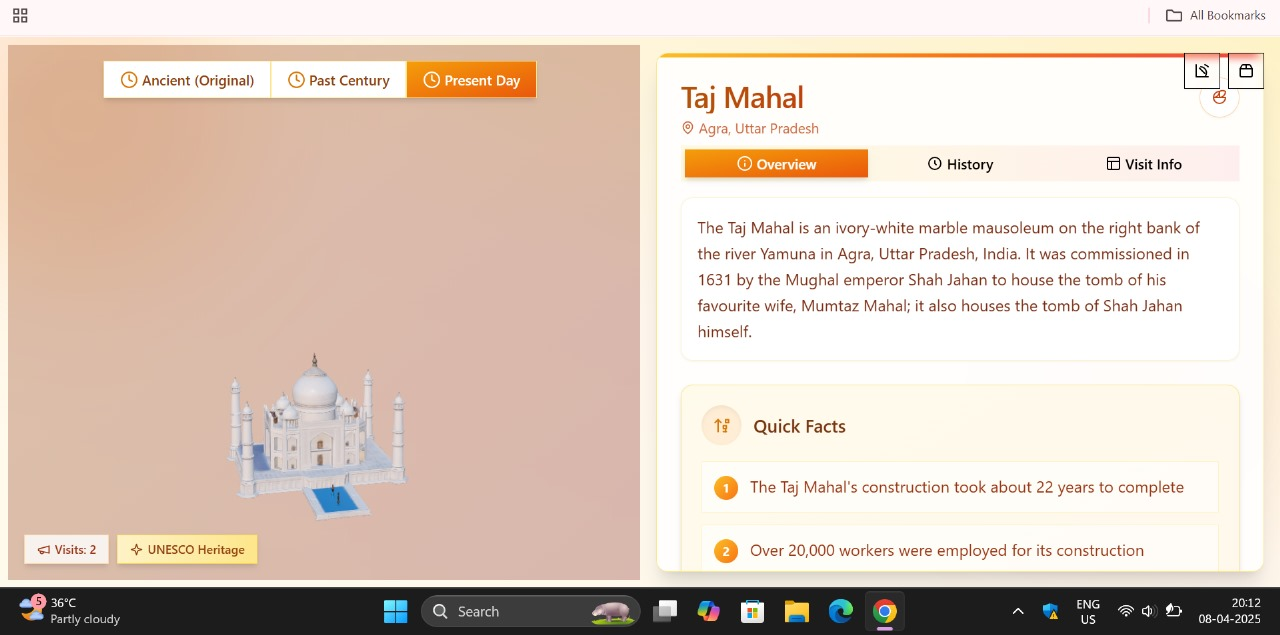 All Bookmarks
Ancient (Original)
Past Century
Present Day
Taj Mahal
Agra, Uttar Pradesh
Overview
History
Visit Info
The Taj Mahal is an ivory-white marble mausoleum on the right bank of
the river Yamuna in Agra, Uttar Pradesh, India. It was commissioned in
1631 by the Mughal emperor Shah Jahan to house the tomb of his
favourite wife, Mumtaz Mahal; it also houses the tomb of Shah Jahan
himself.
Quick Facts
1 The Taj Mahal's construction took about 22 years to complete
2 Over 20,000 workers were employed for its construction
Visits: 2
UNESCO Heritage
5
36°C
Partly cloudy
Search
ENG
US
20:12
08-04-2025